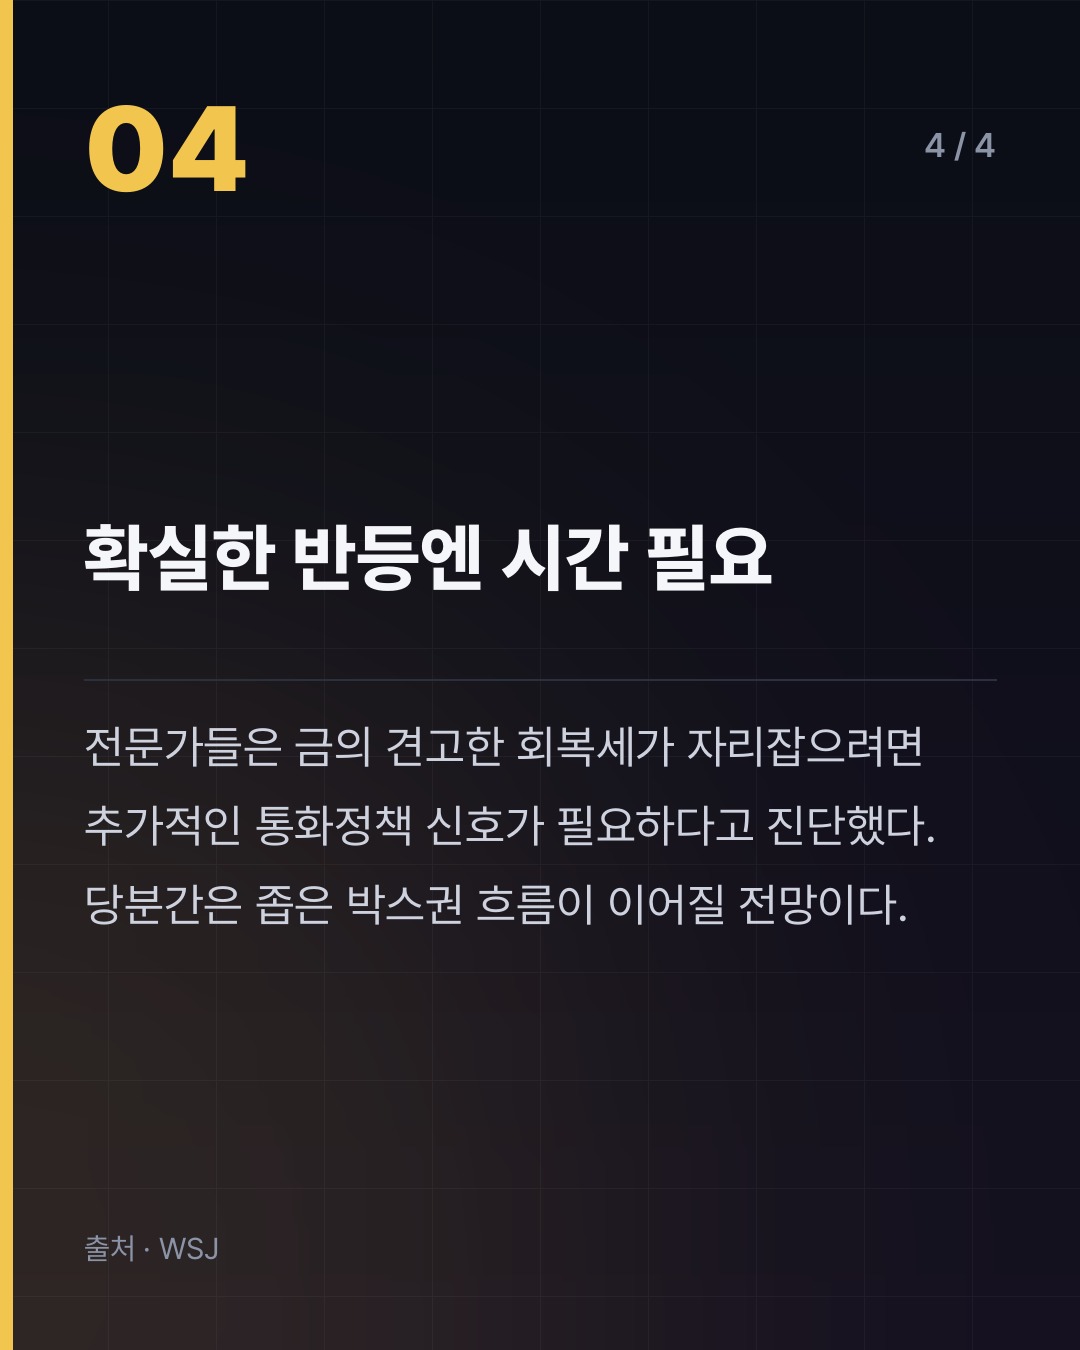 04
4 / 4
확실한 반등엔 시간 필요
전문가들은 금의 견고한 회복세가 자리잡으려면
추가적인 통화정책 신호가 필요하다고 진단했다.
당분간은 좁은 박스권 흐름이 이어질 전망이다.
출처 · WSJ